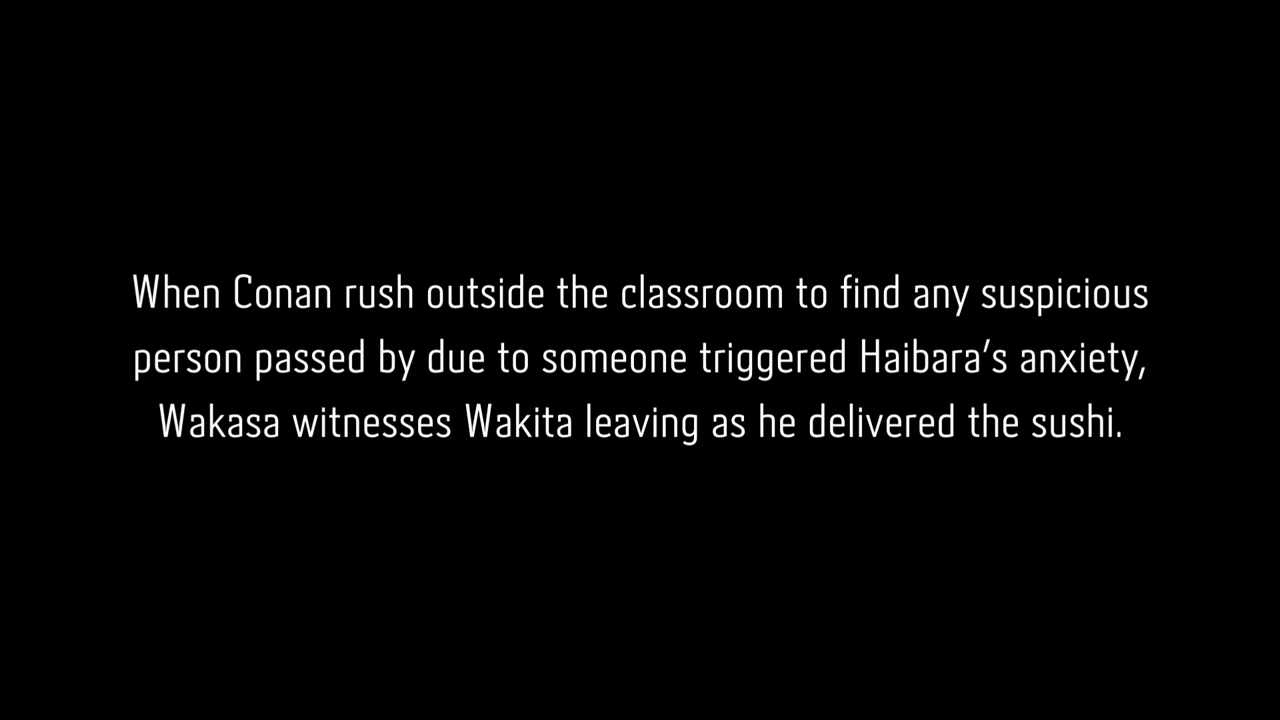 When Conan rush outside the classroom to find any suspicious
person passed by due to someone triggered Haibara’s anxiety,
Wakasa witnesses Wakita leaving as he delivered the sushi.